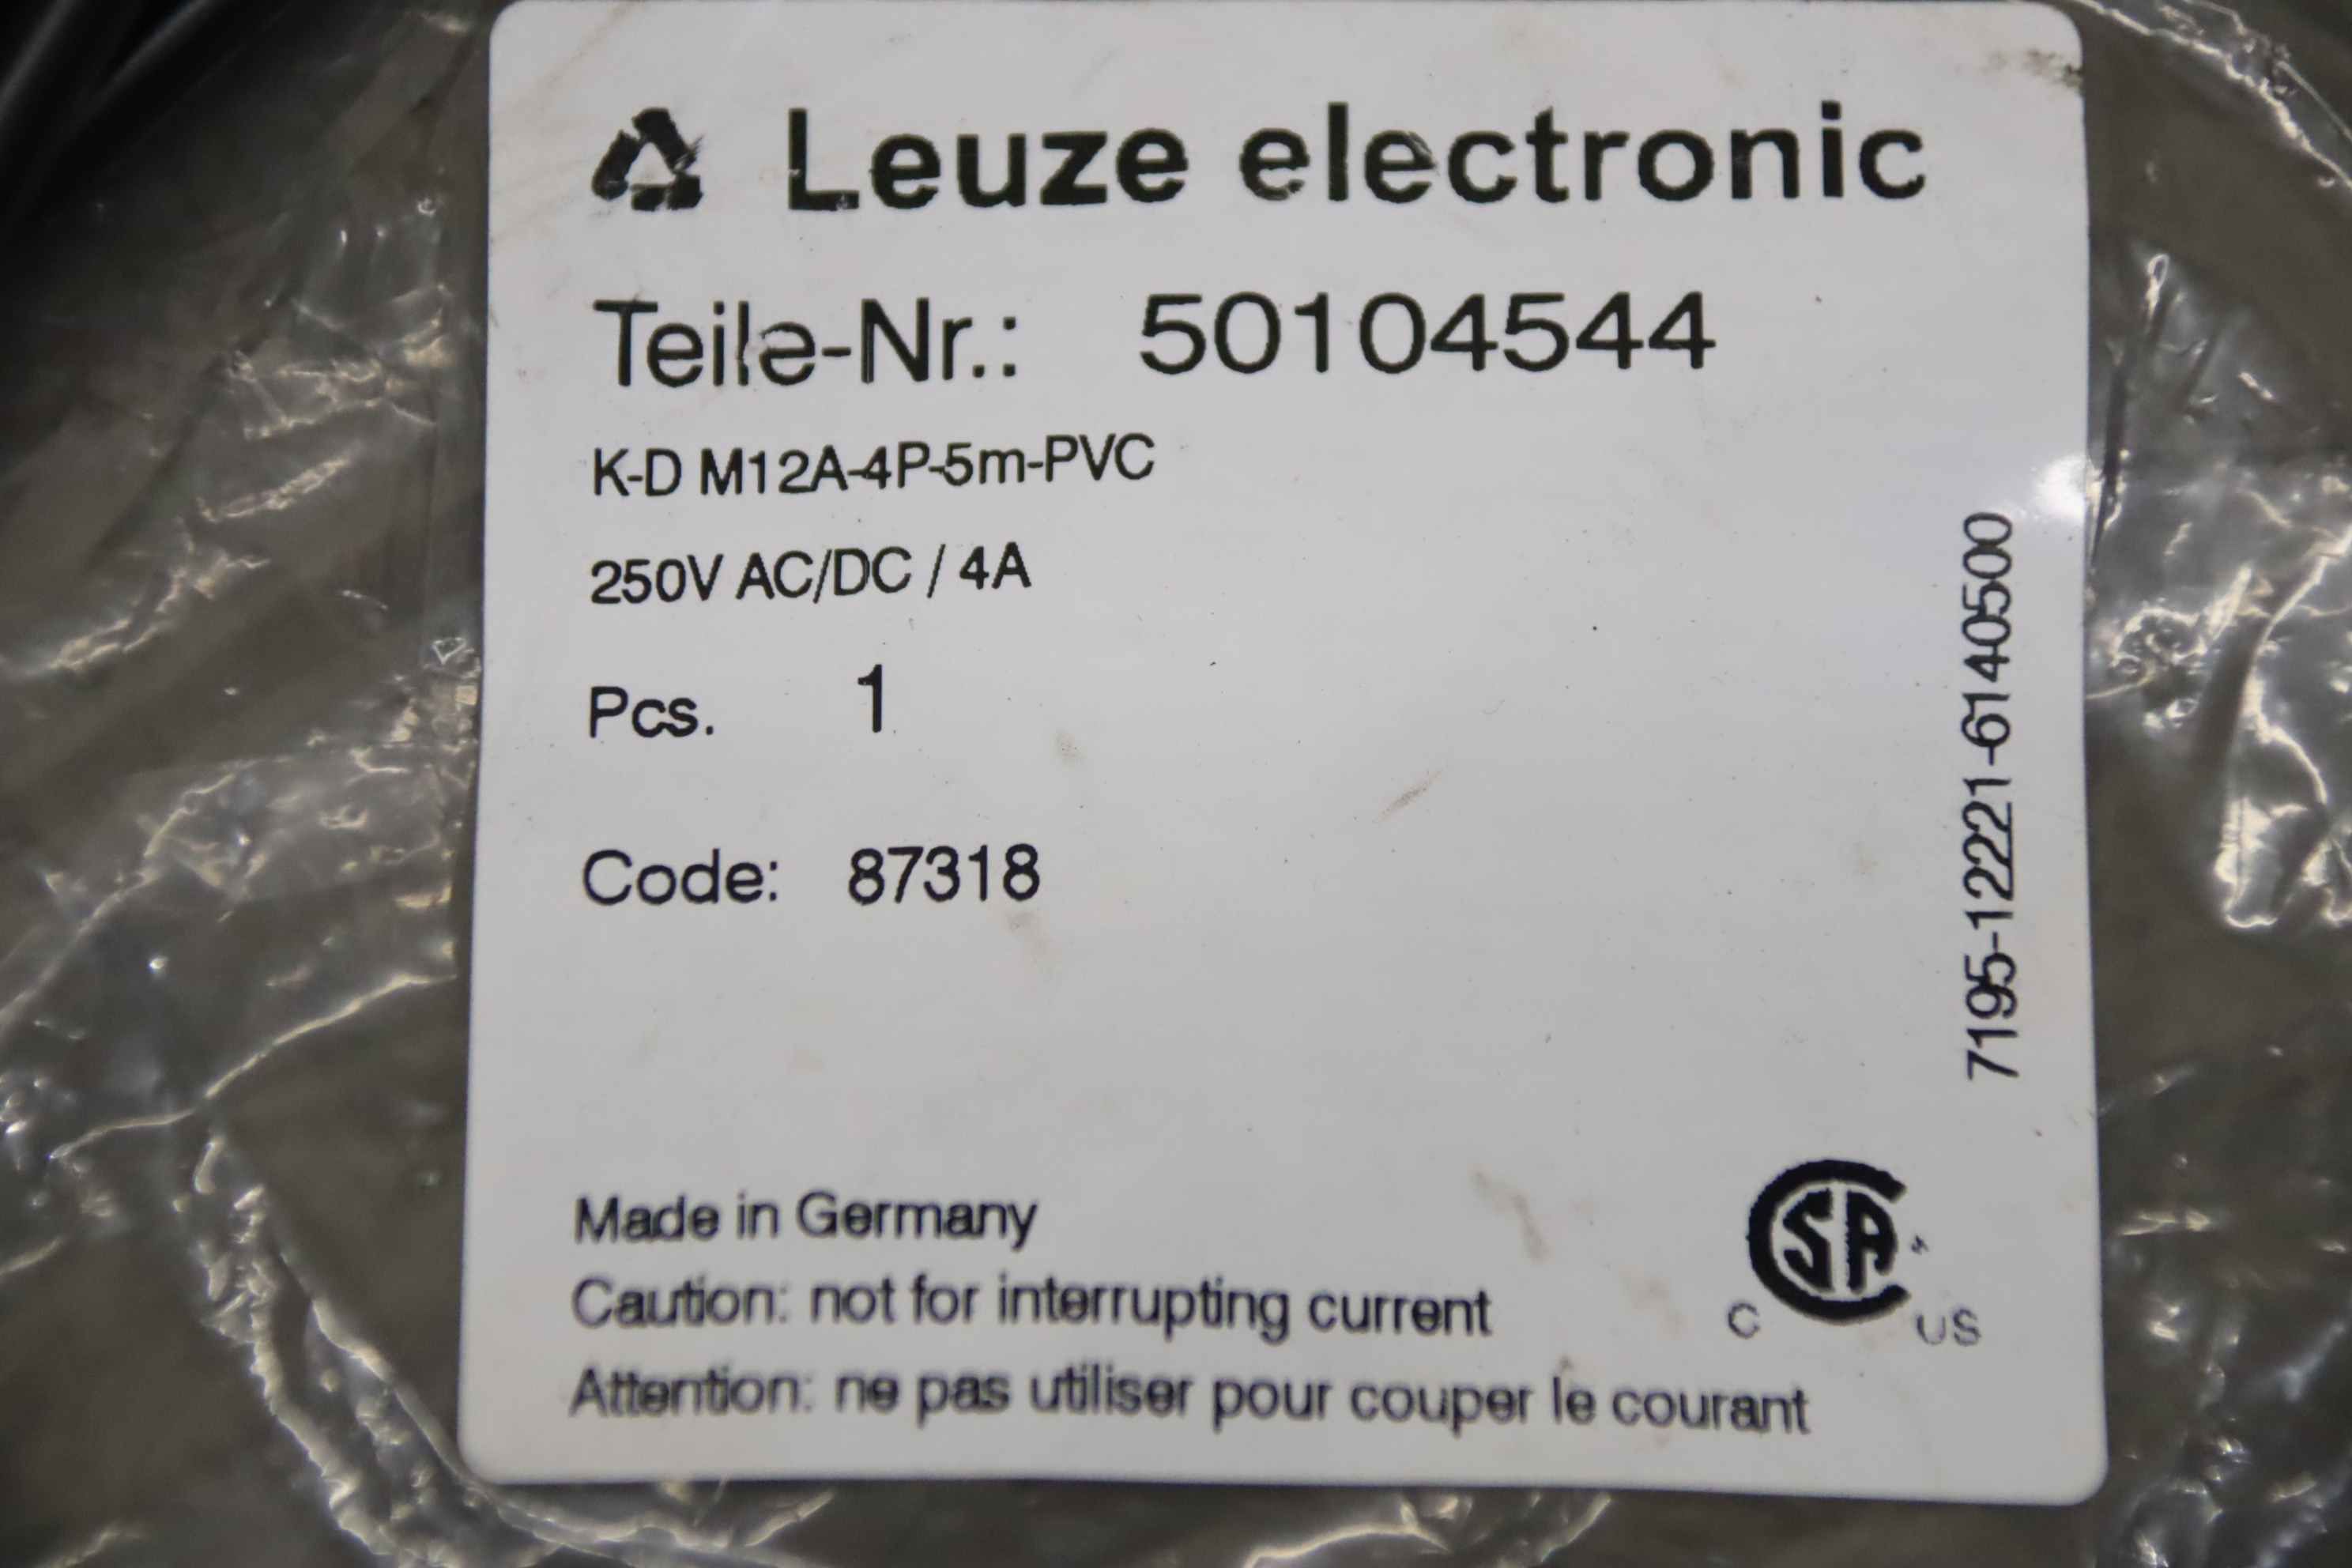 Leuze electronic
Teile-Nr.: 50104544
K-D M12A-4P-5m-PVC
250V AC/DC / 4A
Pcs. 1
Code: 87318
7195-12221-6140500
Made in Germany
Caution: not for interrupting current
Attention: ne pas utiliser pour couper le courant
C SA US